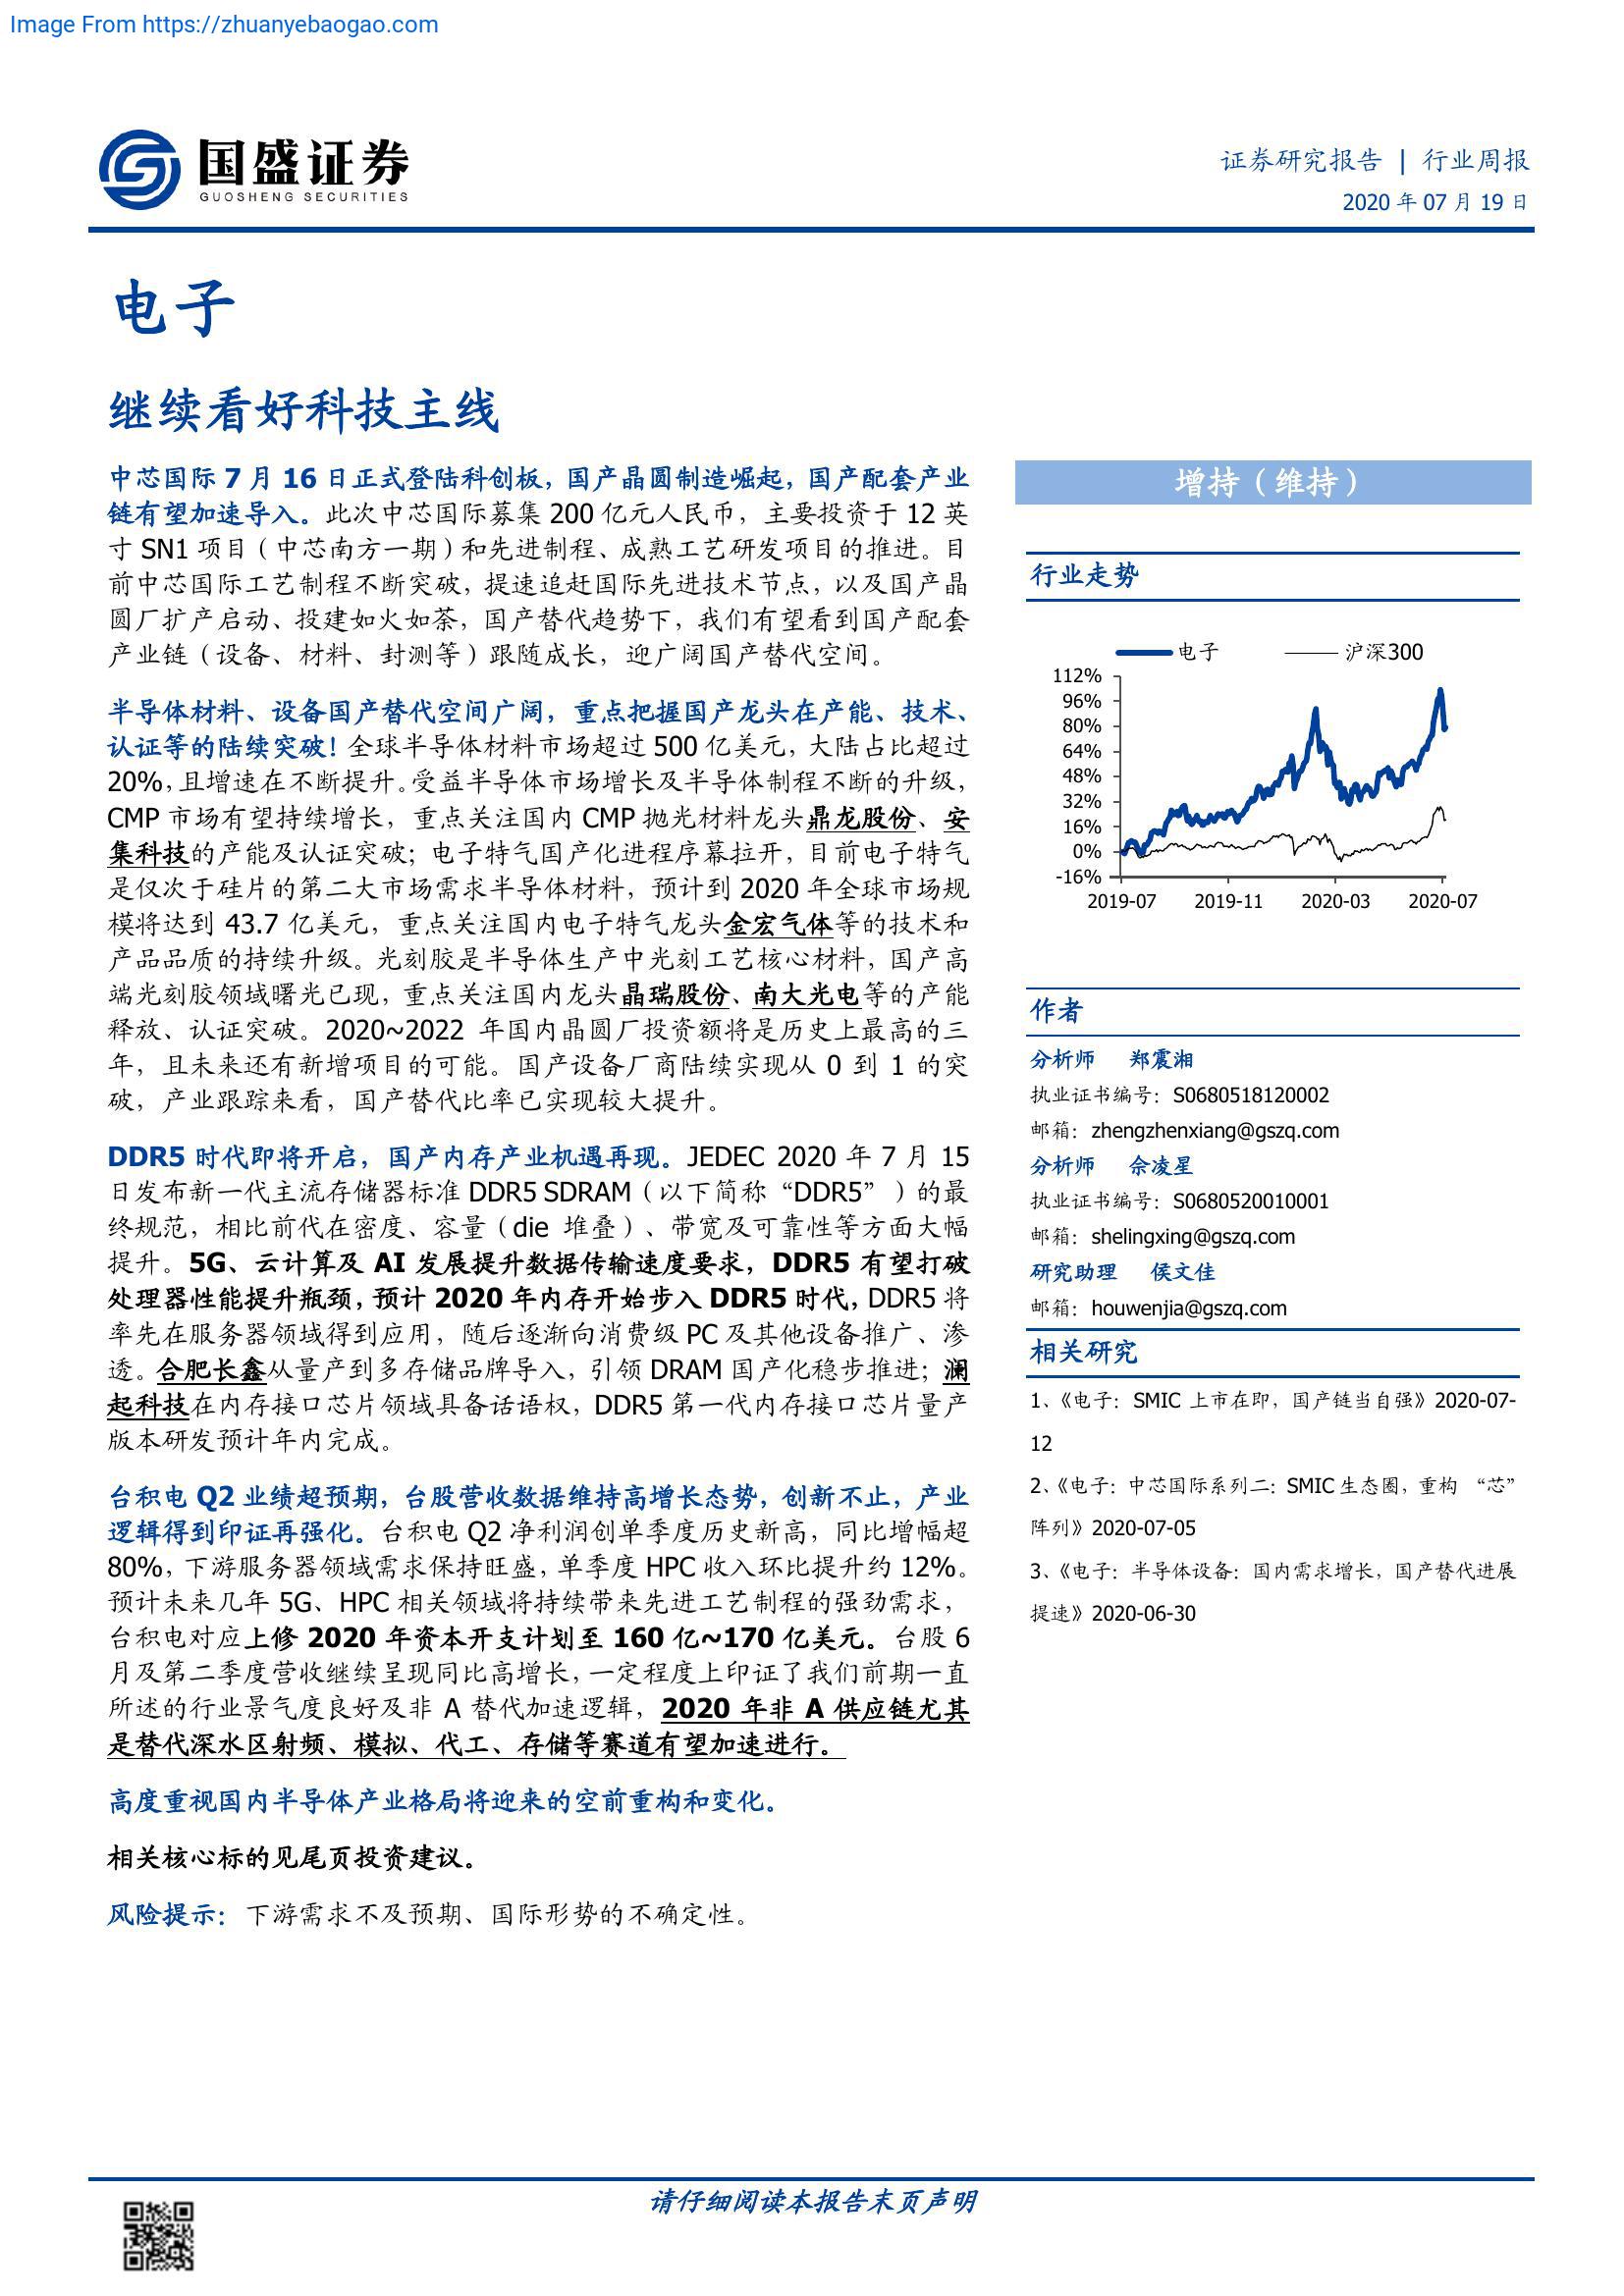 Image From https://zhuanyebaogao.com
国盛证券
GUOSHENG SECURITIES
证券研究报告 | 行业周报
2020 年 07 月 19 日
电子
继续看好科技主线
中芯国际 7 月 16 日正式登陆科创板，国产晶圆制造崛起，国产配套产业
链有望加速导入。此次中芯国际募集 200 亿元人民币，主要投资于 12 英
寸 SN1 项目（中芯南方一期）和先进制程、成熟工艺研发项目的推进。目
前中芯国际工艺制程不断突破，提速追赶国际先进技术节点，以及国产晶
圆厂扩产启动、投建如火如荼，国产替代趋势下，我们有望看到国产配套
产业链（设备、材料、封测等）跟随成长，迎广阔国产替代空间。
半导体材料、设备国产替代空间广阔，重点把握国产龙头在产能、技术、
认证等的陆续突破！全球半导体材料市场超过 500 亿美元，大陆占比超过
20%，且增速在不断提升。受益半导体市场增长及半导体制程不断的升级，
CMP 市场有望持续增长，重点关注国内 CMP 抛光材料龙头鼎龙股份、安
集科技的产能及认证突破；电子特气国产化进程序幕拉开，目前电子特气
是仅次于硅片的第二大市场需求半导体材料，预计到 2020 年全球市场规
模将达到 43.7 亿美元，重点关注国内电子特气龙头金宏气体等的技术和
产品品质的持续升级。光刻胶是半导体生产中光刻工艺核心材料，国产高
端光刻胶领域曙光已现，重点关注国内龙头晶瑞股份、南大光电等的产能
释放、认证突破。2020~2022 年国内晶圆厂投资额将是历史上最高的三
年，且未来还有新增项目的可能。国产设备厂商陆续实现从 0 到 1 的突
破，产业跟踪来看，国产替代比率已实现较大提升。
DDR5 时代即将开启，国产内存产业机遇再现。JEDEC 2020 年 7 月 15
日发布新一代主流存储器标准 DDR5 SDRAM（以下简称“DDR5”）的最
终规范，相比前代在密度、容量（die 堆叠）、带宽及可靠性等方面大幅
提升。5G、云计算及 AI 发展提升数据传输速度要求，DDR5 有望打破
处理器性能提升瓶颈，预计 2020 年内存开始步入 DDR5 时代，DDR5 将
率先在服务器领域得到应用，随后逐渐向消费级 PC 及其他设备推广、渗
透。合肥长鑫从量产到多存储品牌导入，引领 DRAM 国产化稳步推进；澜
起科技在内存接口芯片领域具备话语权，DDR5 第一代内存接口芯片量产
版本研发预计年内完成。
台积电 Q2 业绩超预期，台股营收数据维持高增长态势，创新不止，产业
逻辑得到印证再强化。台积电 Q2 净利润创单季度历史新高，同比增幅超
80%，下游服务器领域需求保持旺盛，单季度 HPC 收入环比提升约 12%。
预计未来几年 5G、HPC 相关领域将持续带来先进工艺制程的强劲需求，
台积电对应上修 2020 年资本开支计划至 160 亿~170 亿美元。台股 6
月及第二季度营收继续呈现同比高增长，一定程度上印证了我们前期一直
所述的行业景气度良好及非 A 替代加速逻辑，2020 年非 A 供应链尤其
是替代深水区射频、模拟、代工、存储等赛道有望加速进行。
高度重视国内半导体产业格局将迎来的空前重构和变化。
相关核心标的见尾页投资建议。
风险提示：下游需求不及预期、国际形势的不确定性。
增持（维持）
行业走势
电子 沪深300
112%
96%
80%
64%
48%
32%
16%
0%
-16%
2019-07 2019-11 2020-03 2020-07
作者
分析师 郑震湘
执业证书编号：S0680518120002
邮箱：zhengzhenxiang@gszq.com
分析师 佘凌星
执业证书编号：S0680520010001
邮箱：shelingxing@gszq.com
研究助理 侯文佳
邮箱：houwenjia@gszq.com
相关研究
1、《电子：SMIC 上市在即，国产链当自强》2020-07-
12
2、《电子：中芯国际系列二：SMIC 生态圈，重构 “芯”
阵列》2020-07-05
3、《电子：半导体设备：国内需求增长，国产替代进展
提速》2020-06-30
请仔细阅读本报告末页声明